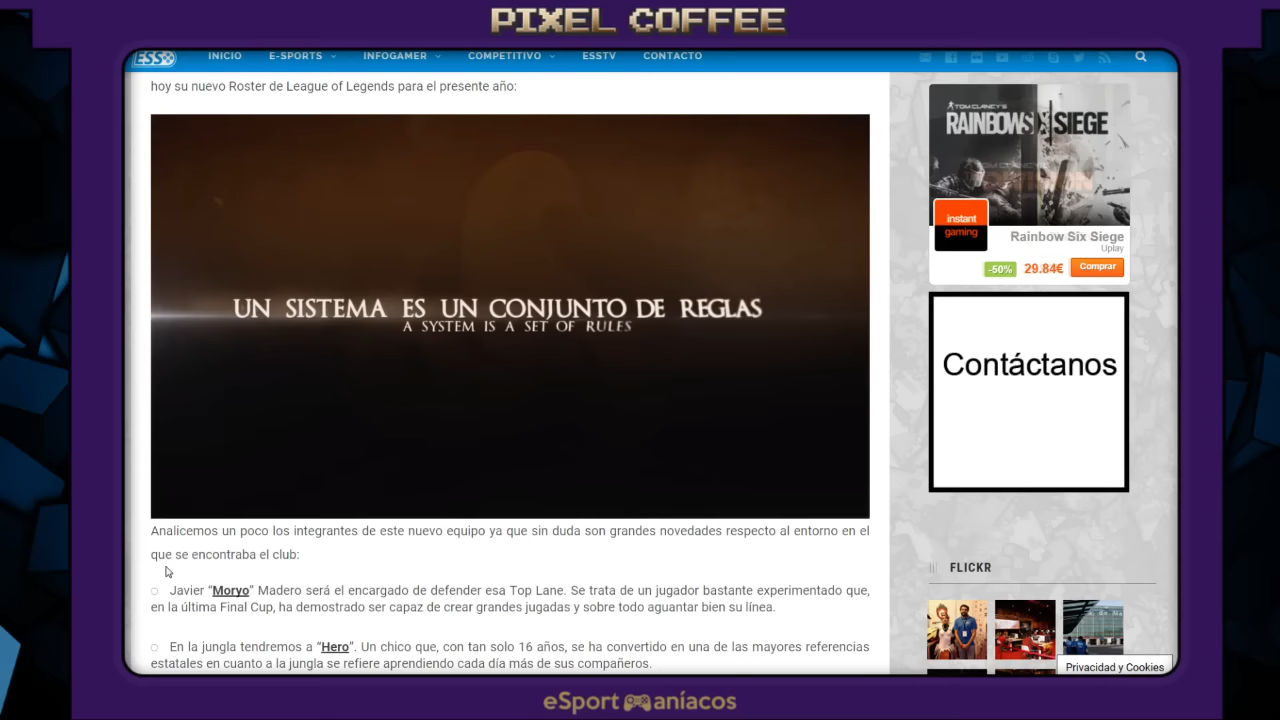 PIXEL COFFEE
ESS
INICIO E-SPORTS INFOGAMER COMPETITIVO ESSTV CONTACTO
hoy su nuevo Roster de League of Legends para el presente año:
UN SISTEMA ES UN CONJUNTO DE REGLAS
A SYSTEM IS A SET OF RULES
Analicemos un poco los integrantes de este nuevo equipo ya que sin duda son grandes novedades respecto al entorno en el
que se encontraba el club:
Javier “Moryo” Madero será el encargado de defender esa Top Lane. Se trata de un jugador bastante experimentado que,
en la última Final Cup, ha demostrado ser capaz de crear grandes jugadas y sobre todo aguantar bien su línea.
En la jungla tendremos a “Hero”. Un chico que, con tan solo 16 años, se ha convertido en una de las mayores referencias
estatales en cuanto a la jungla se refiere aprendiendo cada día más de sus compañeros.
TOM CLANCY'S
RAINBOW SIX SIEGE
instant
gaming
Rainbow Six Siege
Uplay
-50% 29.84€ Comprar
Contáctanos
FLICKR
Privacidad y Cookies
eSport maníacos